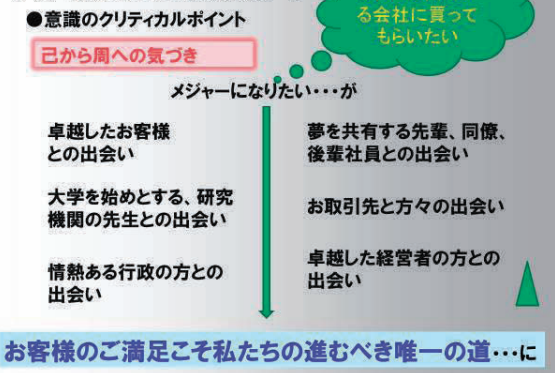 ●意識のクリティカルポイント
る会社に買って
もらいたい
己から周への気づき
メジャーになりたい・・・が
卓越したお客様
との出会い
大学を始めとする、研究
機関の先生との出会い
情熱ある行政の方との
出会い
夢を共有する先輩、同僚、
後輩社員との出会い
お取引先と方々の出会い
卓越した経営者の方との
出会い
お客様のご満足こそ私たちの進むべき唯一の道・・・に